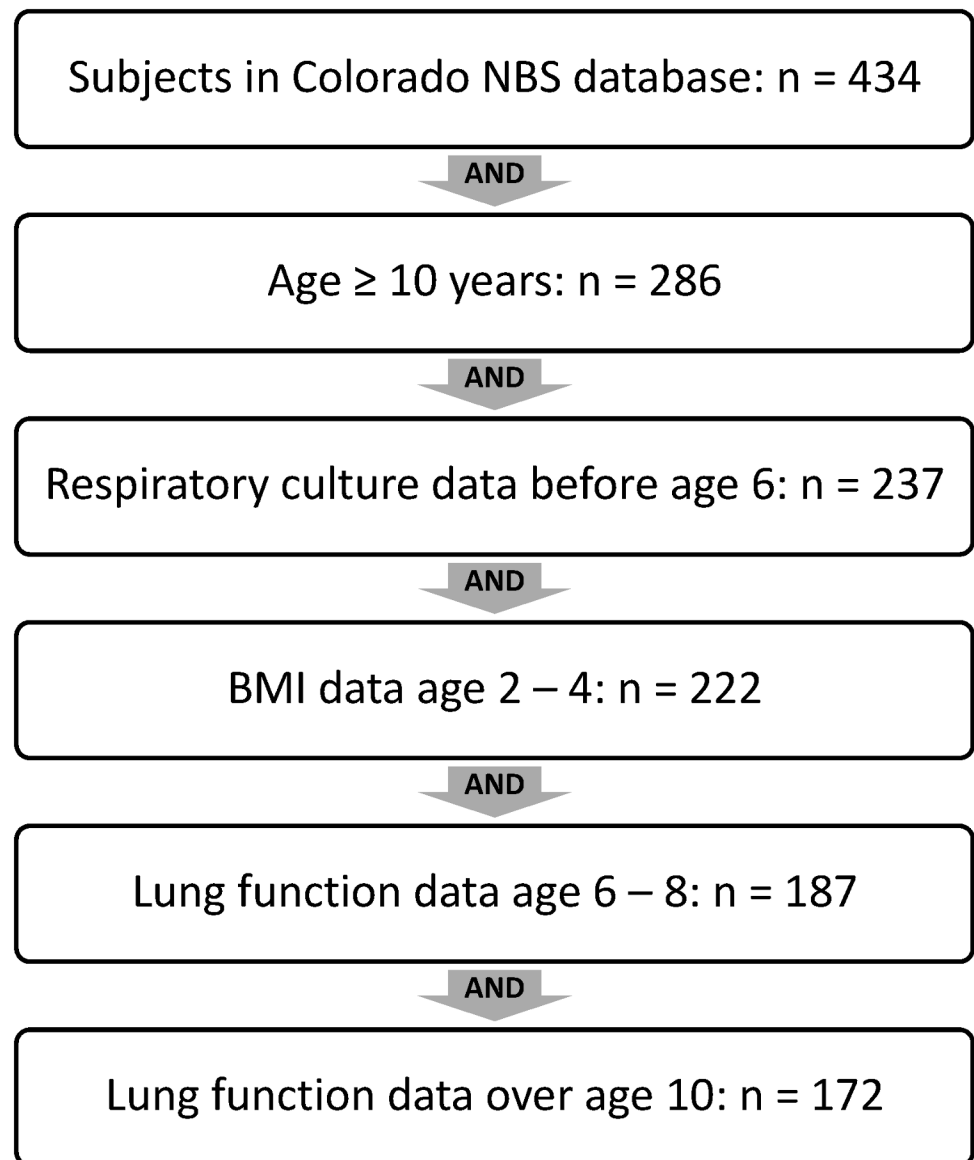 Subjects in Colorado NBS database: n = 434
AND
Age ≥ 10 years: n = 286
AND
Respiratory culture data before age 6: n = 237
AND
BMI data age 2 – 4: n = 222
AND
Lung function data age 6 – 8: n = 187
AND
Lung function data over age 10: n = 172